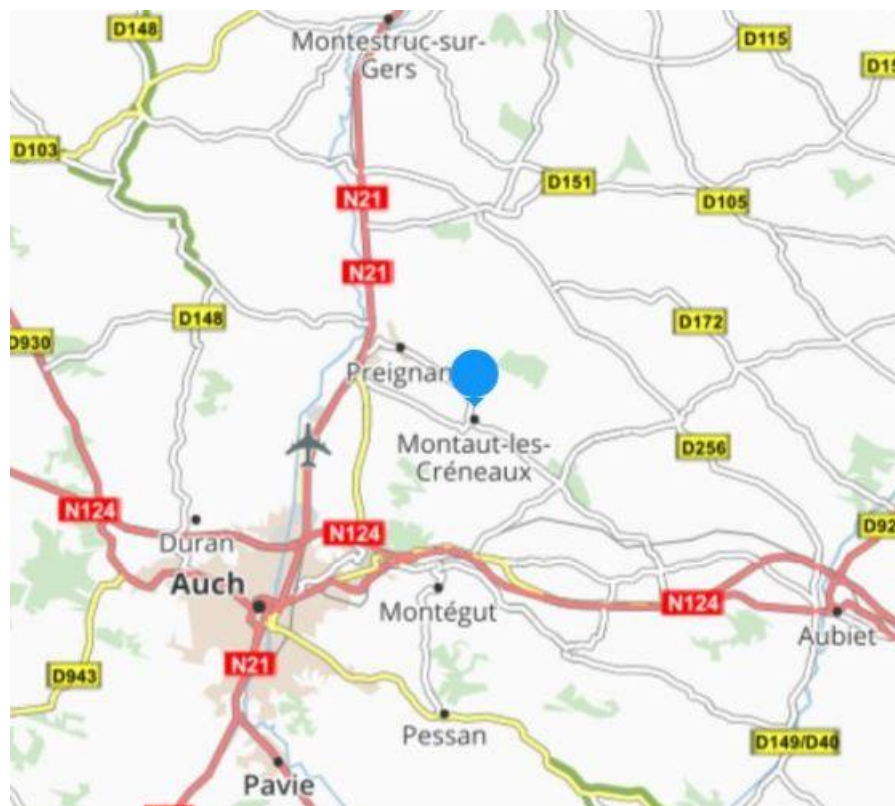 D148
Montestruc-sur-
Gers
D115
D103
D151
N21
D105
N21
D148
D172
D930
Preignan
Montaut-les-
Créneaux
D256
N124
Duran
N124
D92
Auch
Montégut
N124
Aubiet
N21
D943
Pessan
D149/D40
Pavie